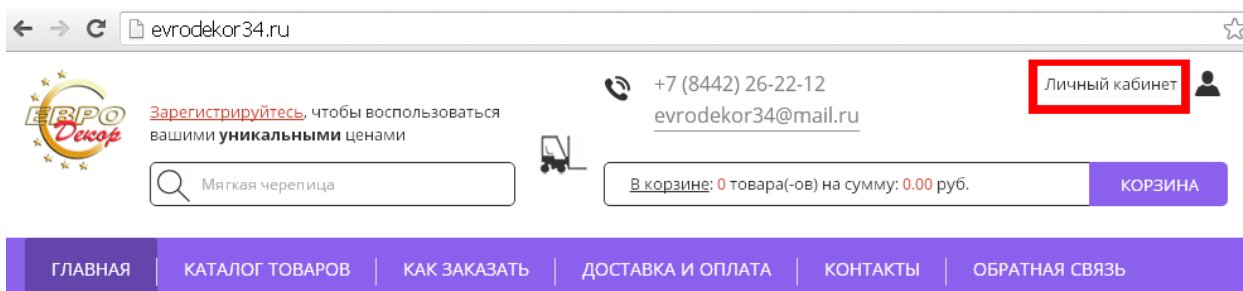 evrodekor34.ru
ЕВРО
Декор
Зарегистрируйтесь, чтобы воспользоваться
вашими уникальными ценами
Мягкая черепица
+7 (8442) 26-22-12
evrodekor34@mail.ru
Личный кабинет
В корзине: 0 товара(-ов) на сумму: 0.00 руб.
КОРЗИНА
ГЛАВНАЯ КАТАЛОГ ТОВАРОВ КАК ЗАКАЗАТЬ ДОСТАВКА И ОПЛАТА КОНТАКТЫ ОБРАТНАЯ СВЯЗЬ